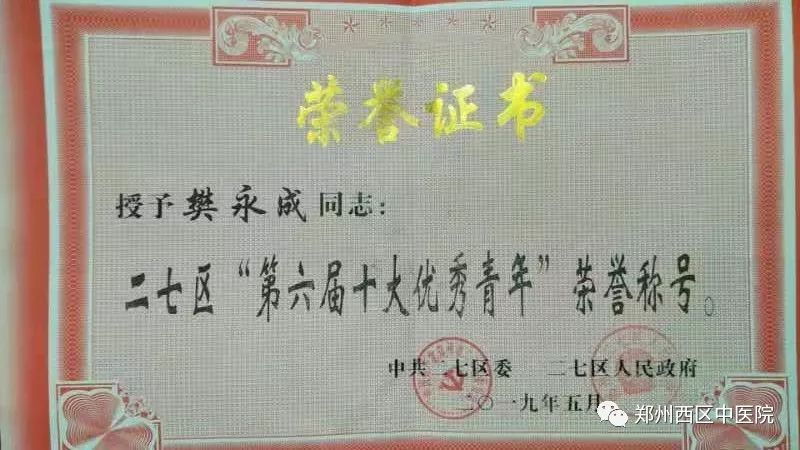 荣誉证书
授予樊永成同志：
二七区“第六届十大优秀青年”荣誉称号。
中共二七区委 二七区人民政府
二〇一九年五月
郑州西区中医院